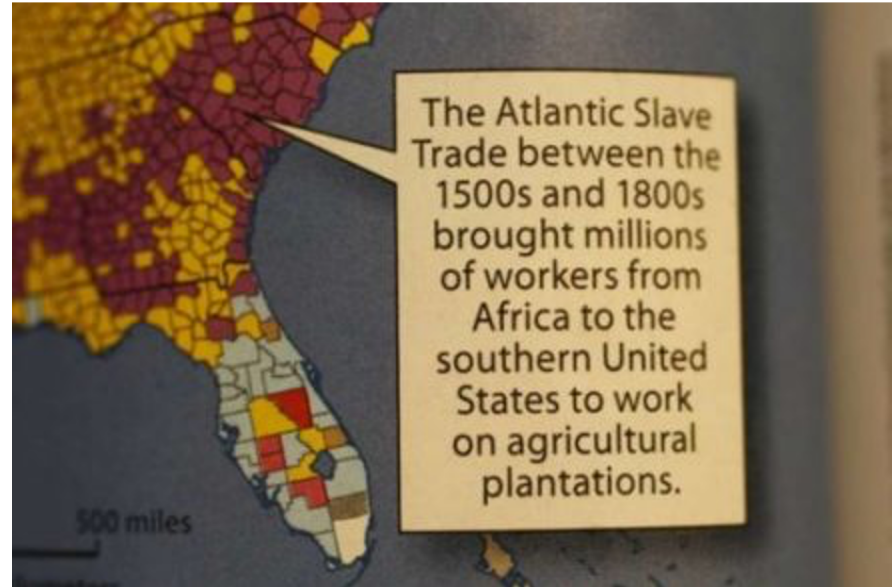 The Atlantic Slave
Trade between the
1500s and 1800s
brought millions
of workers from
Africa to the
southern United
States to work
on agricultural
plantations.
500 miles